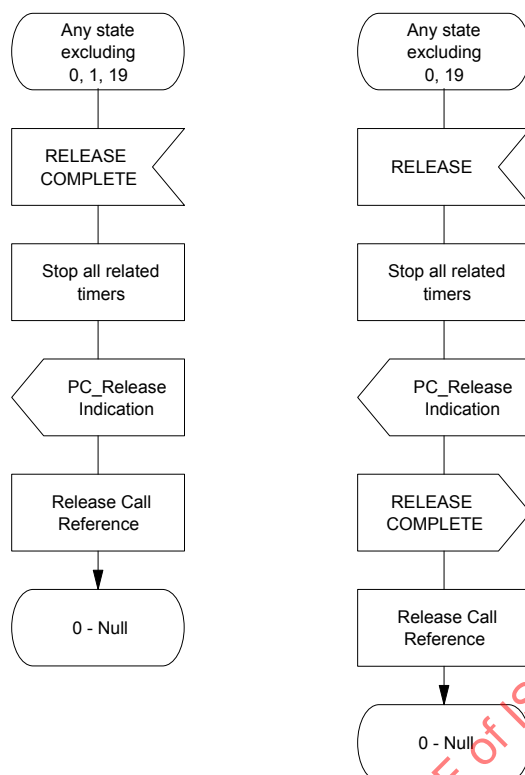 Any state
excluding
0, 1, 19
RELEASE
COMPLETE
Stop all related
timers
PC_Release
Indication
Release Call
Reference
0 - Null
Any state
excluding
0, 19
RELEASE
Stop all related
timers
PC_Release
Indication
RELEASE
COMPLETE
Release Call
Reference
0 - Null
of